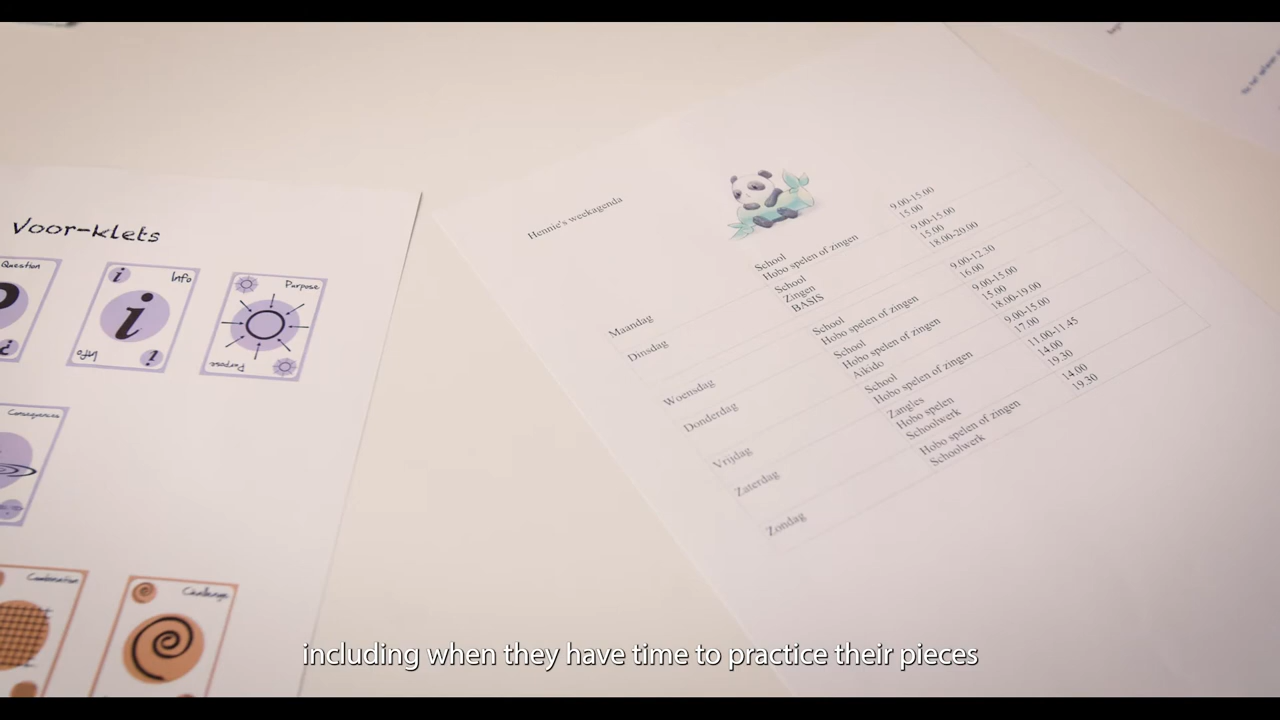 Voor-klets
Question
Info
Info
Purpose
Purpose
Consequences
Combination
Challenge
Hennie's weekagenda
Maandag School 9.00-15.00
Hobo spelen of zingen 15.00
Dinsdag School 9.00-15.00
Zingen 15.00
BASIS 18.00-20.00
Woensdag School 9.00-12.30
Hobo spelen of zingen 16.00
Donderdag School 9.00-15.00
Hobo spelen of zingen 15.00
Aikido 18.00-19.00
Vrijdag School 9.00-15.00
Hobo spelen of zingen 17.00
Zaterdag Zangles 11.00-11.45
Hobo spelen 14.00
Schoolwerk 19.30
Zondag Hobo spelen of zingen 14.00
Schoolwerk 19.30
including when they have time to practice their pieces